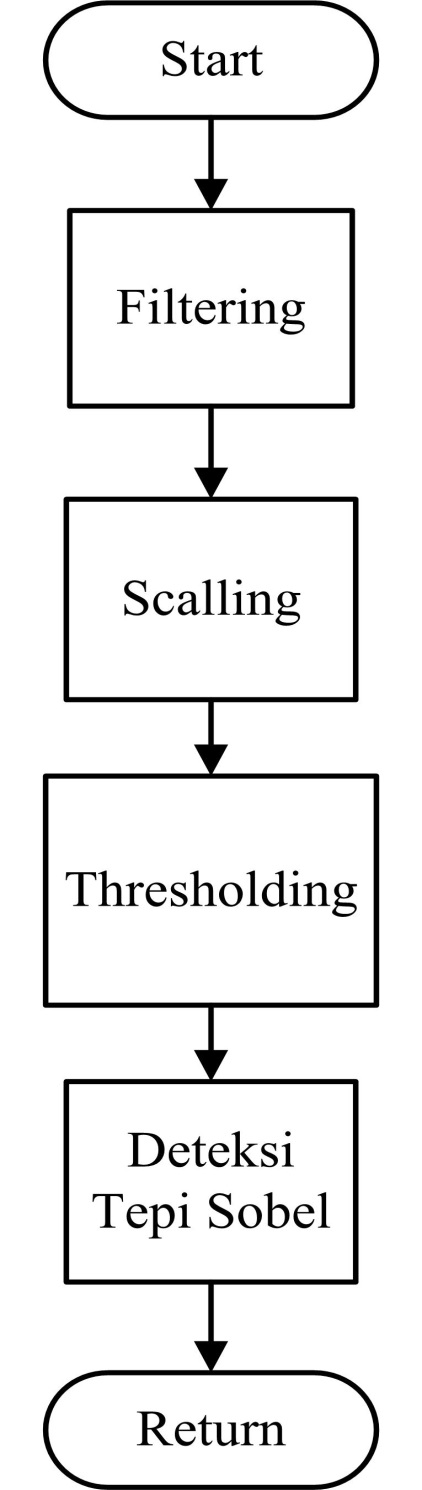 Start
Filtering
Scalling
Thresholding
Deteksi
Tepi Sobel
Return